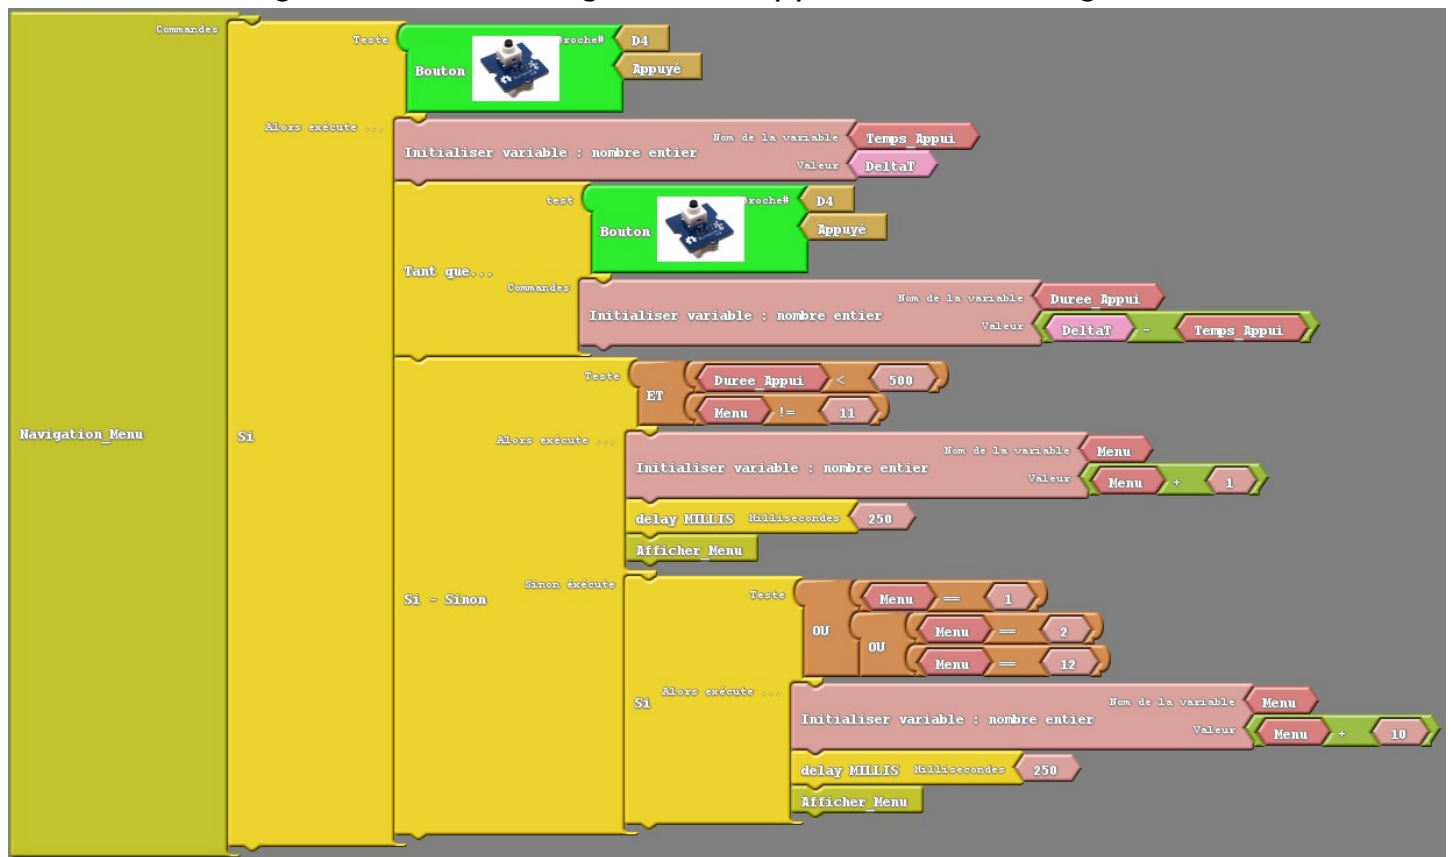 Commandes
Teste
Broche# D4
Bouton
Appuyé
Alors exécute ...
Nom de la variable Temps_Appui
Initialiser variable : nombre entier
Valeur DeltaT
test
Broche# D4
Bouton
Appuyé
Tant que...
Commandes
Nom de la variable Duree_Appui
Initialiser variable : nombre entier
Valeur DeltaT - Temps_Appui
Teste
ET
Duree_Appui < 500
Menu != 11
Navigation_Menu
Si
Alors exécute ...
Nom de la variable Menu
Initialiser variable : nombre entier
Valeur Menu + 1
delay MILLIS Millisecondes 250
Afficher_Menu
Si - Sinon
Sinon éxécute
Teste
OU
Menu == 1
OU
Menu == 2
Menu == 12
Si
Alors exécute ...
Nom de la variable Menu
Initialiser variable : nombre entier
Valeur Menu + 10
delay MILLIS Millisecondes 250
Afficher_Menu